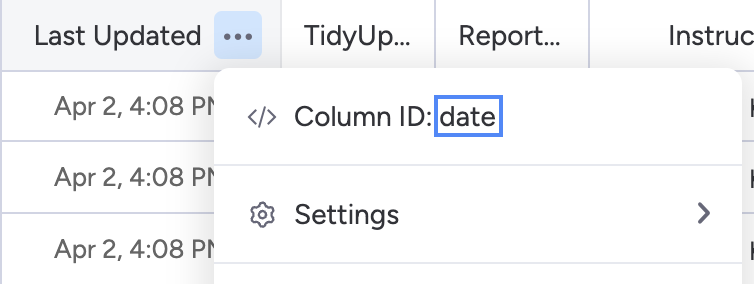 Last Updated ... TidyUp... Report... Instruc
Apr 2, 4:08 PM
</> Column ID: date
Apr 2, 4:08 PM
Settings
Apr 2, 4:08 PM